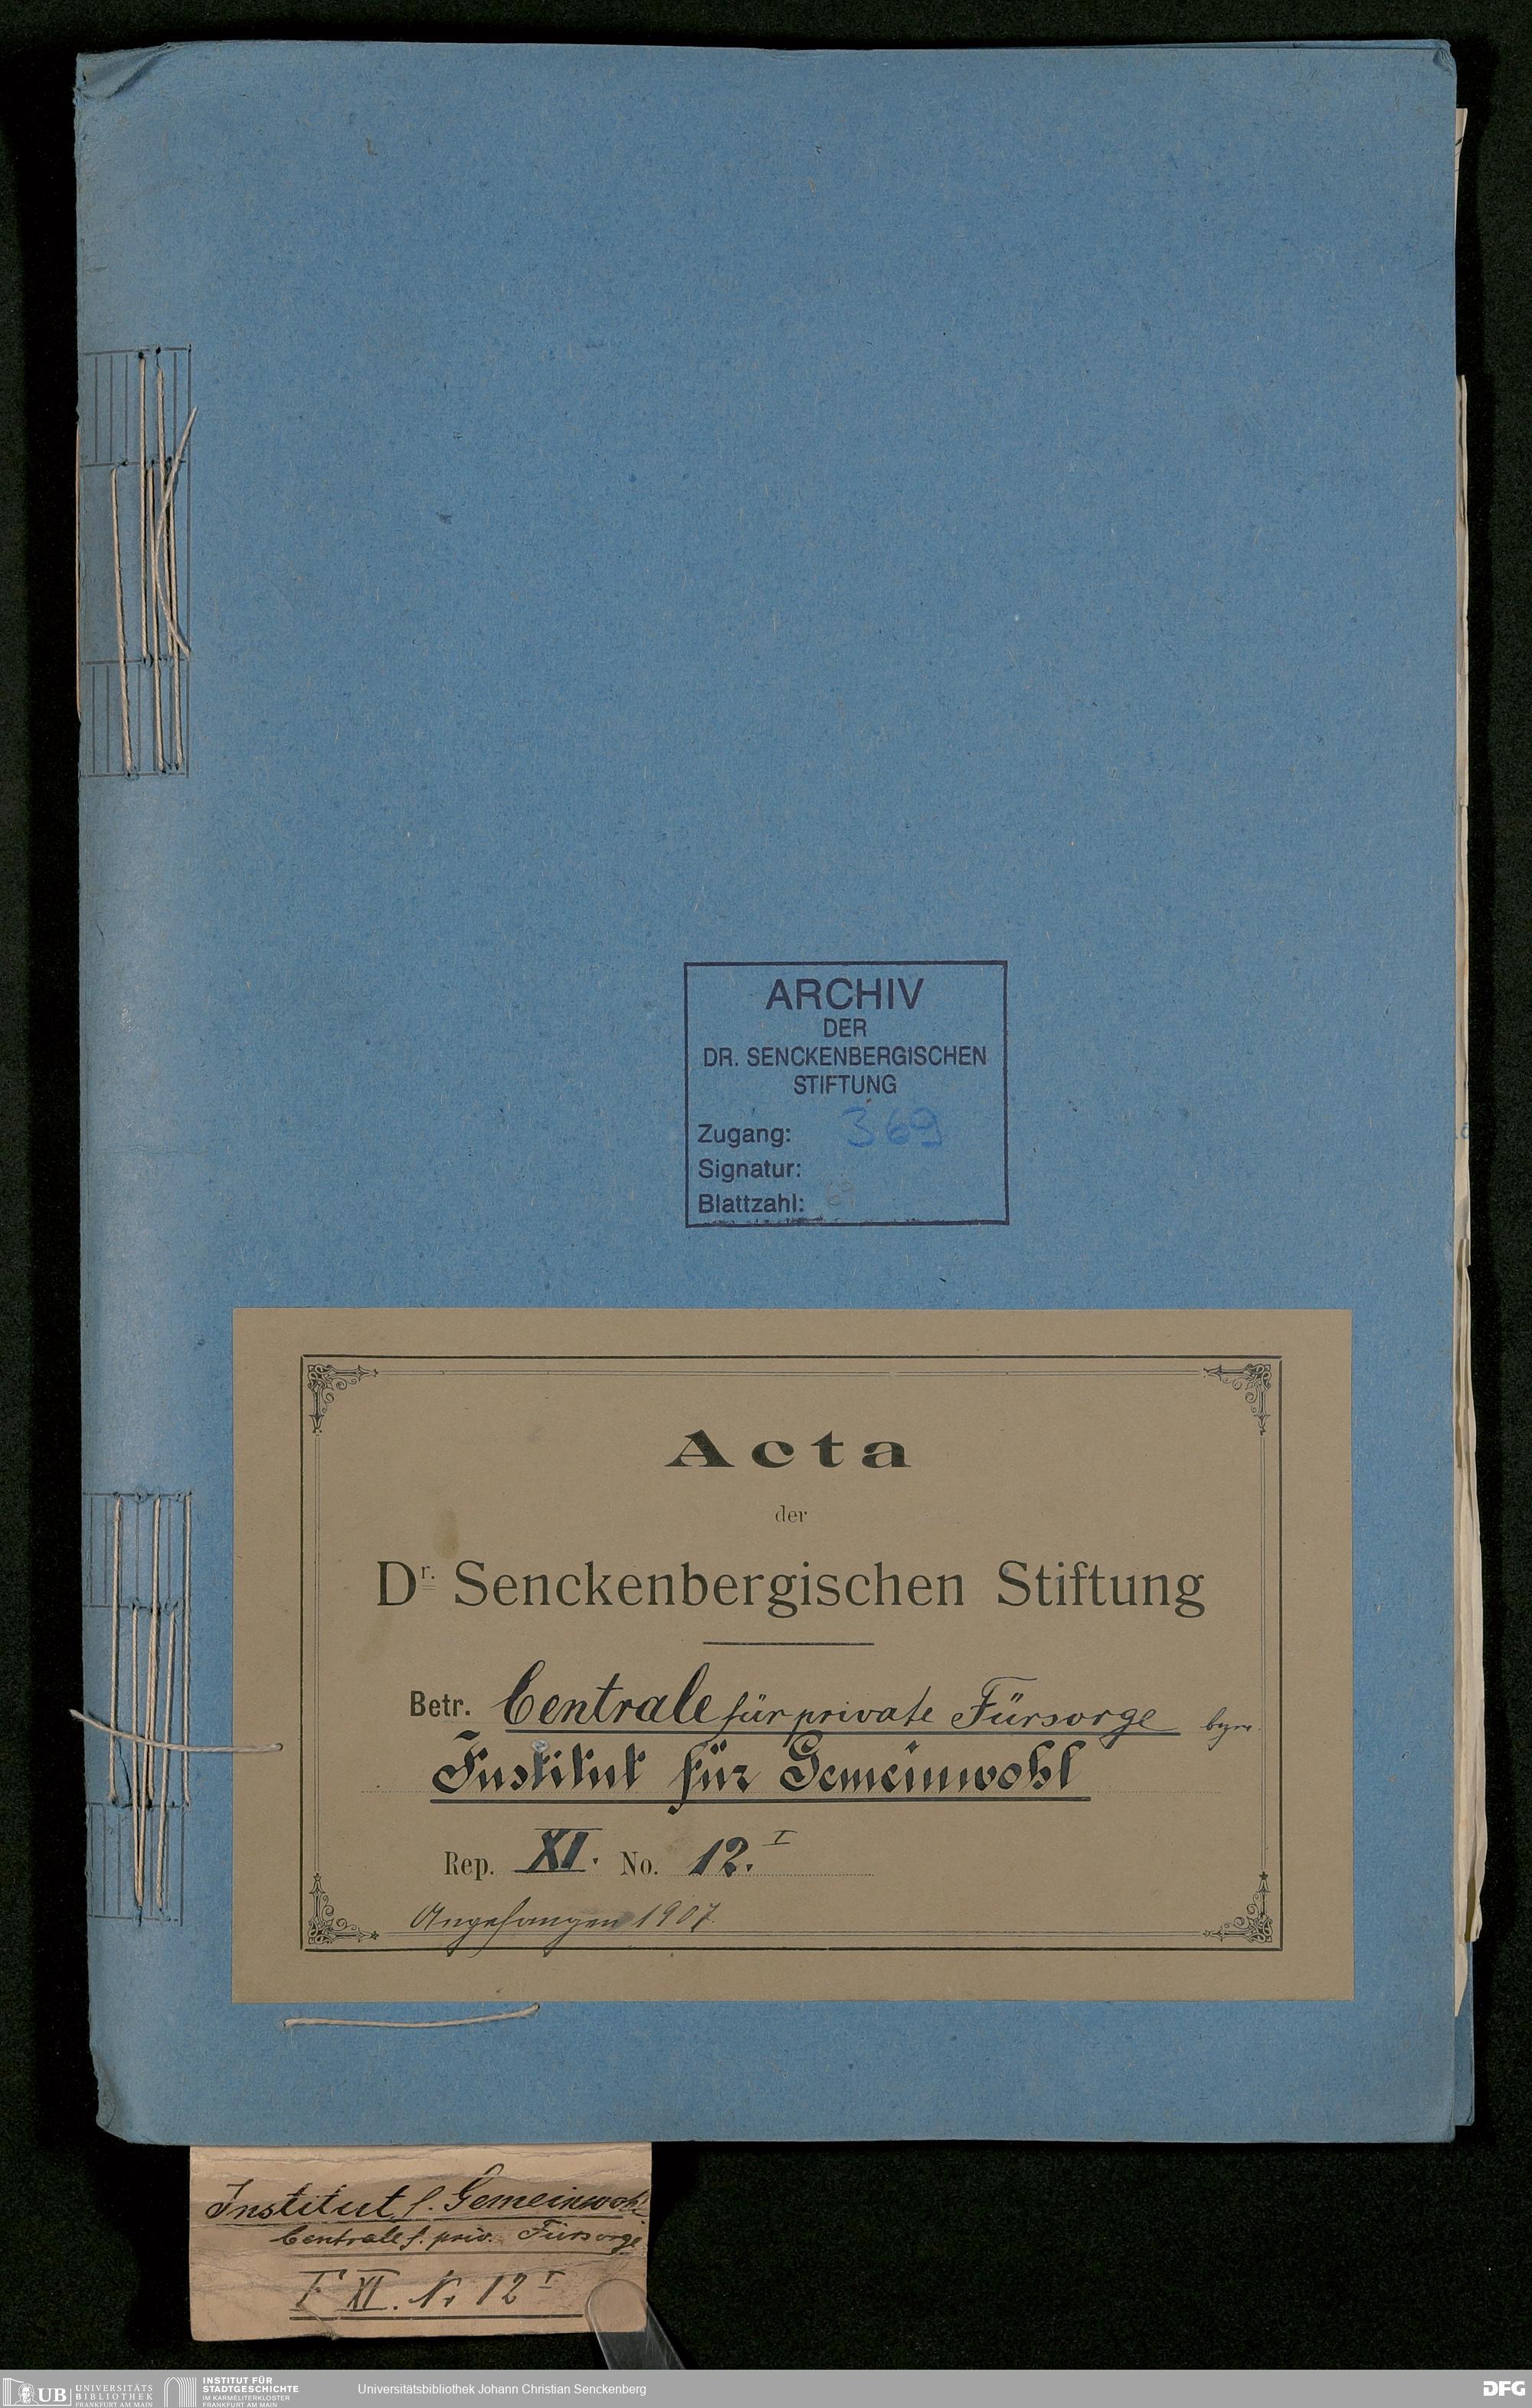 ARCHIV
DER
DR. SENCKENBERGISCHEN
STIFTUNG
Zugang: 369
Signatur:
Blattzahl:
Acta
der
Dr. Senckenbergischen Stiftung
Betr. Centrale für private Fürsorge
Institut für Gemeinwohl
Rep. XI. No. 12. I
Angefangen 1907.
Institut f. Gemeinwohl
Centrale f. priv. Fürsorge
F XI. No 12 I
UB UNIVERSITÄTS
BIBLIOTHEK
FRANKFURT AM MAIN
INSTITUT FÜR
STADTGESCHICHTE
IM KARMELITERKLOSTER
FRANKFURT AM MAIN
Universitätsbibliothek Johann Christian Senckenberg
DFG